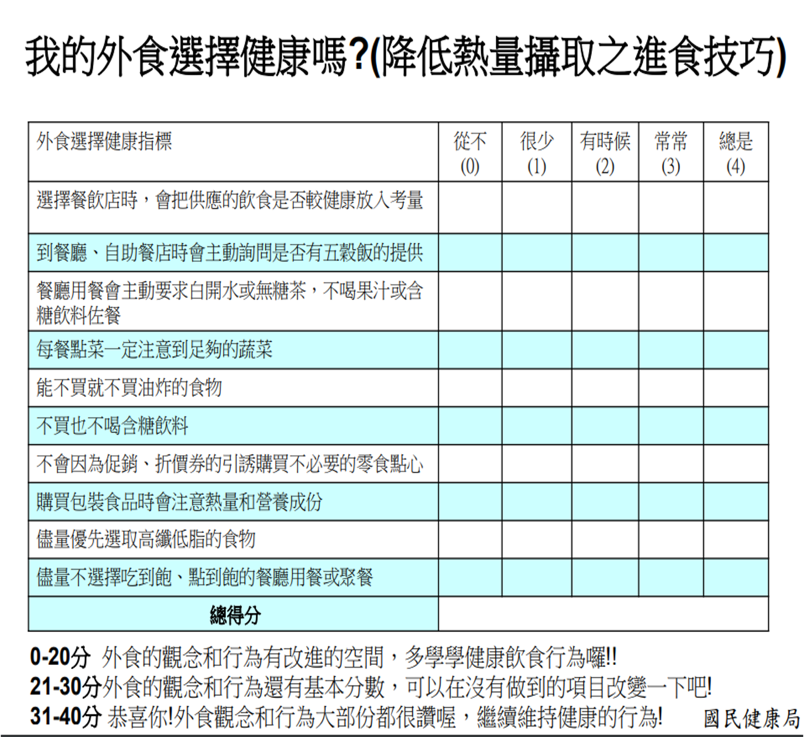 我的外食選擇健康嗎?(降低熱量攝取之進食技巧)
外食選擇健康指標 從不 很少 有時候 常常 總是
(0) (1) (2) (3) (4)
選擇餐飲店時，會把供應的飲食是否較健康放入考量
到餐廳、自助餐店時會主動詢問是否有五穀飯的提供
餐廳用餐會主動要求白開水或無糖茶，不喝果汁或含
糖飲料佐餐
每餐點菜一定注意到足夠的蔬菜
能不買就不買油炸的食物
不買也不喝含糖飲料
不會因為促銷、折價券的引誘購買不必要的零食點心
購買包裝食品時會注意熱量和營養成份
儘量優先選取高纖低脂的食物
儘量不選擇吃到飽、點到飽的餐廳用餐或聚餐
總得分
0-20分 外食的觀念和行為有改進的空間，多學學健康飲食行為囉!!
21-30分外食的觀念和行為還有基本分數，可以在沒有做到的項目改變一下吧!
31-40分 恭喜你!外食觀念和行為大部份都很讚喔，繼續維持健康的行為!
國民健康局